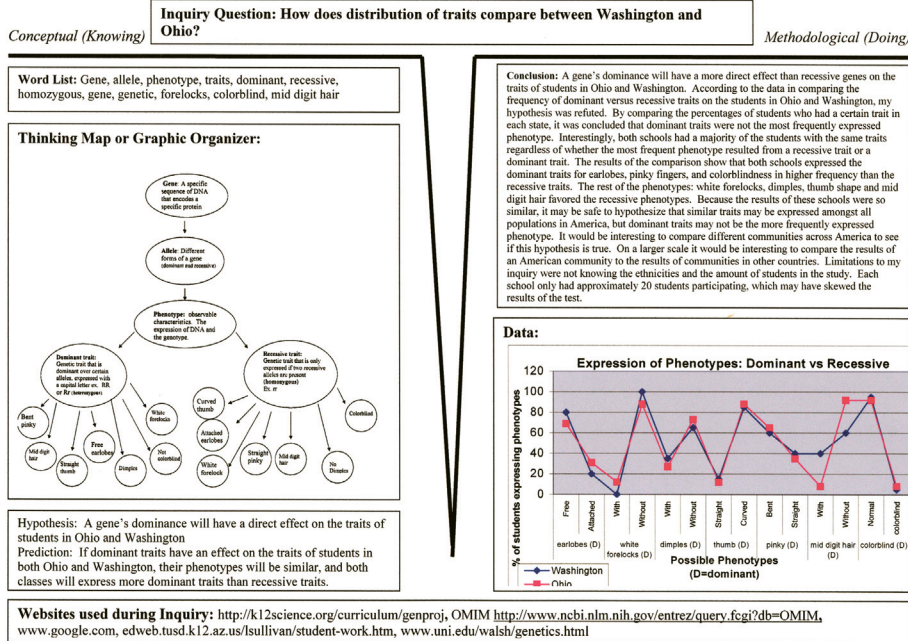 Inquiry Question: How does distribution of traits compare between Washington and
Ohio?
Conceptual (Knowing)
Methodological (Doing)
Word List: Gene, allele, phenotype, traits, dominant, recessive,
homozygous, gene, genetic, forelocks, colorblind, mid digit hair
Thinking Map or Graphic Organizer:
Gene: A specific
sequence of DNA
that encodes a
specific protein
Allele: Different
forms of a gene
(dominant and recessive)
Phenotype: observable
characteristics. The
expression of DNA and
the genotype.
Dominant trait:
Genetic trait that is
dominant over certain
alleles, expressed with
a capital letter ex. RR
or Rr (heterozygous)
Recessive trait:
Genetic trait that is only
expressed if two recessive
alleles are present
(homozygous)
Ex. rr
Bent
pinky
Mid digit
hair
Straight
thumb
Free
earlobes
Dimples
Not
colorblind
White
forelocks
Curved
thumb
Attached
earlobes
White
forelock
Straight
pinky
Mid digit
hair
No
Dimples
Colorblind
Hypothesis: A gene's dominance will have a direct effect on the traits of
students in Ohio and Washington
Prediction: If dominant traits have an effect on the traits of students in
both Ohio and Washington, their phenotypes will be similar, and both
classes will express more dominant traits than recessive traits.
Conclusion: A gene's dominance will have a more direct effect than recessive genes on the
traits of students in Ohio and Washington. According to the data in comparing the
frequency of dominant versus recessive traits on the students in Ohio and Washington, my
hypothesis was refuted. By comparing the percentages of students who had a certain trait in
each state, it was concluded that dominant traits were not the most frequently expressed
phenotype. Interestingly, both schools had a majority of the students with the same traits
regardless of whether the most frequent phenotype resulted from a recessive trait or a
dominant trait. The results of the comparison show that both schools expressed the
dominant traits for earlobes, pinky fingers, and colorblindness in higher frequency than the
recessive traits. The rest of the phenotypes: white forelocks, dimples, thumb shape and mid
digit hair favored the recessive phenotypes. Because the results of these schools were so
similar, it may be safe to hypothesize that similar traits may be expressed amongst all
populations in America, but dominant traits may not be the more frequently expressed
phenotype. It would be interesting to compare different communities across America to see
if this hypothesis is true. On a larger scale it would be interesting to compare the results of
an American community to the results of communities in other countries. Limitations to my
inquiry were not knowing the ethnicities and the amount of students in the study. Each
school only had approximately 20 students participating, which may have skewed the
results of the test.
Data:
Expression of Phenotypes: Dominant vs Recessive
% of students expressing phenotypes
120
100
80
60
40
20
0
Free
Attached
With
Without
With
Without
Straight
Curved
Bent
Straight
With
Without
Normal
colorblind
earlobes (D)
white
forelocks (D)
dimples (D)
thumb (D)
pinky (D)
mid digit hair (D)
colorblind (D)
Possible Phenotypes
(D=dominant)
Washington
Ohio
Websites used during Inquiry: http://k12science.org/curriculum/genproj, OMIM http://www.ncbi.nlm.nih.gov/entrez/query.fcgi?db=OMIM,
www.google.com, edweb.tusd.k12.az.us/lsullivan/student-work.htm, www.uni.edu/walsh/genetics.html